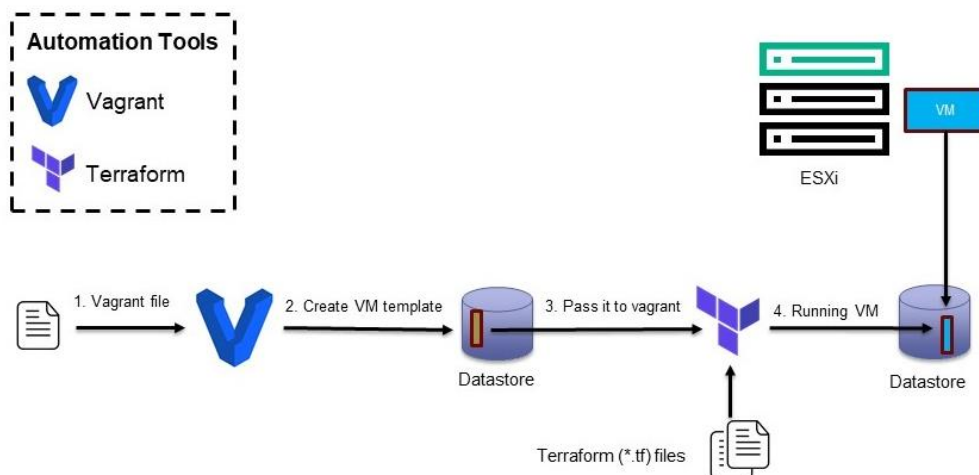 Automation Tools
Vagrant
Terraform
VM
ESXi
1. Vagrant file
2. Create VM template
3. Pass it to vagrant
4. Running VM
Datastore
Datastore
Terraform (*.tf) files